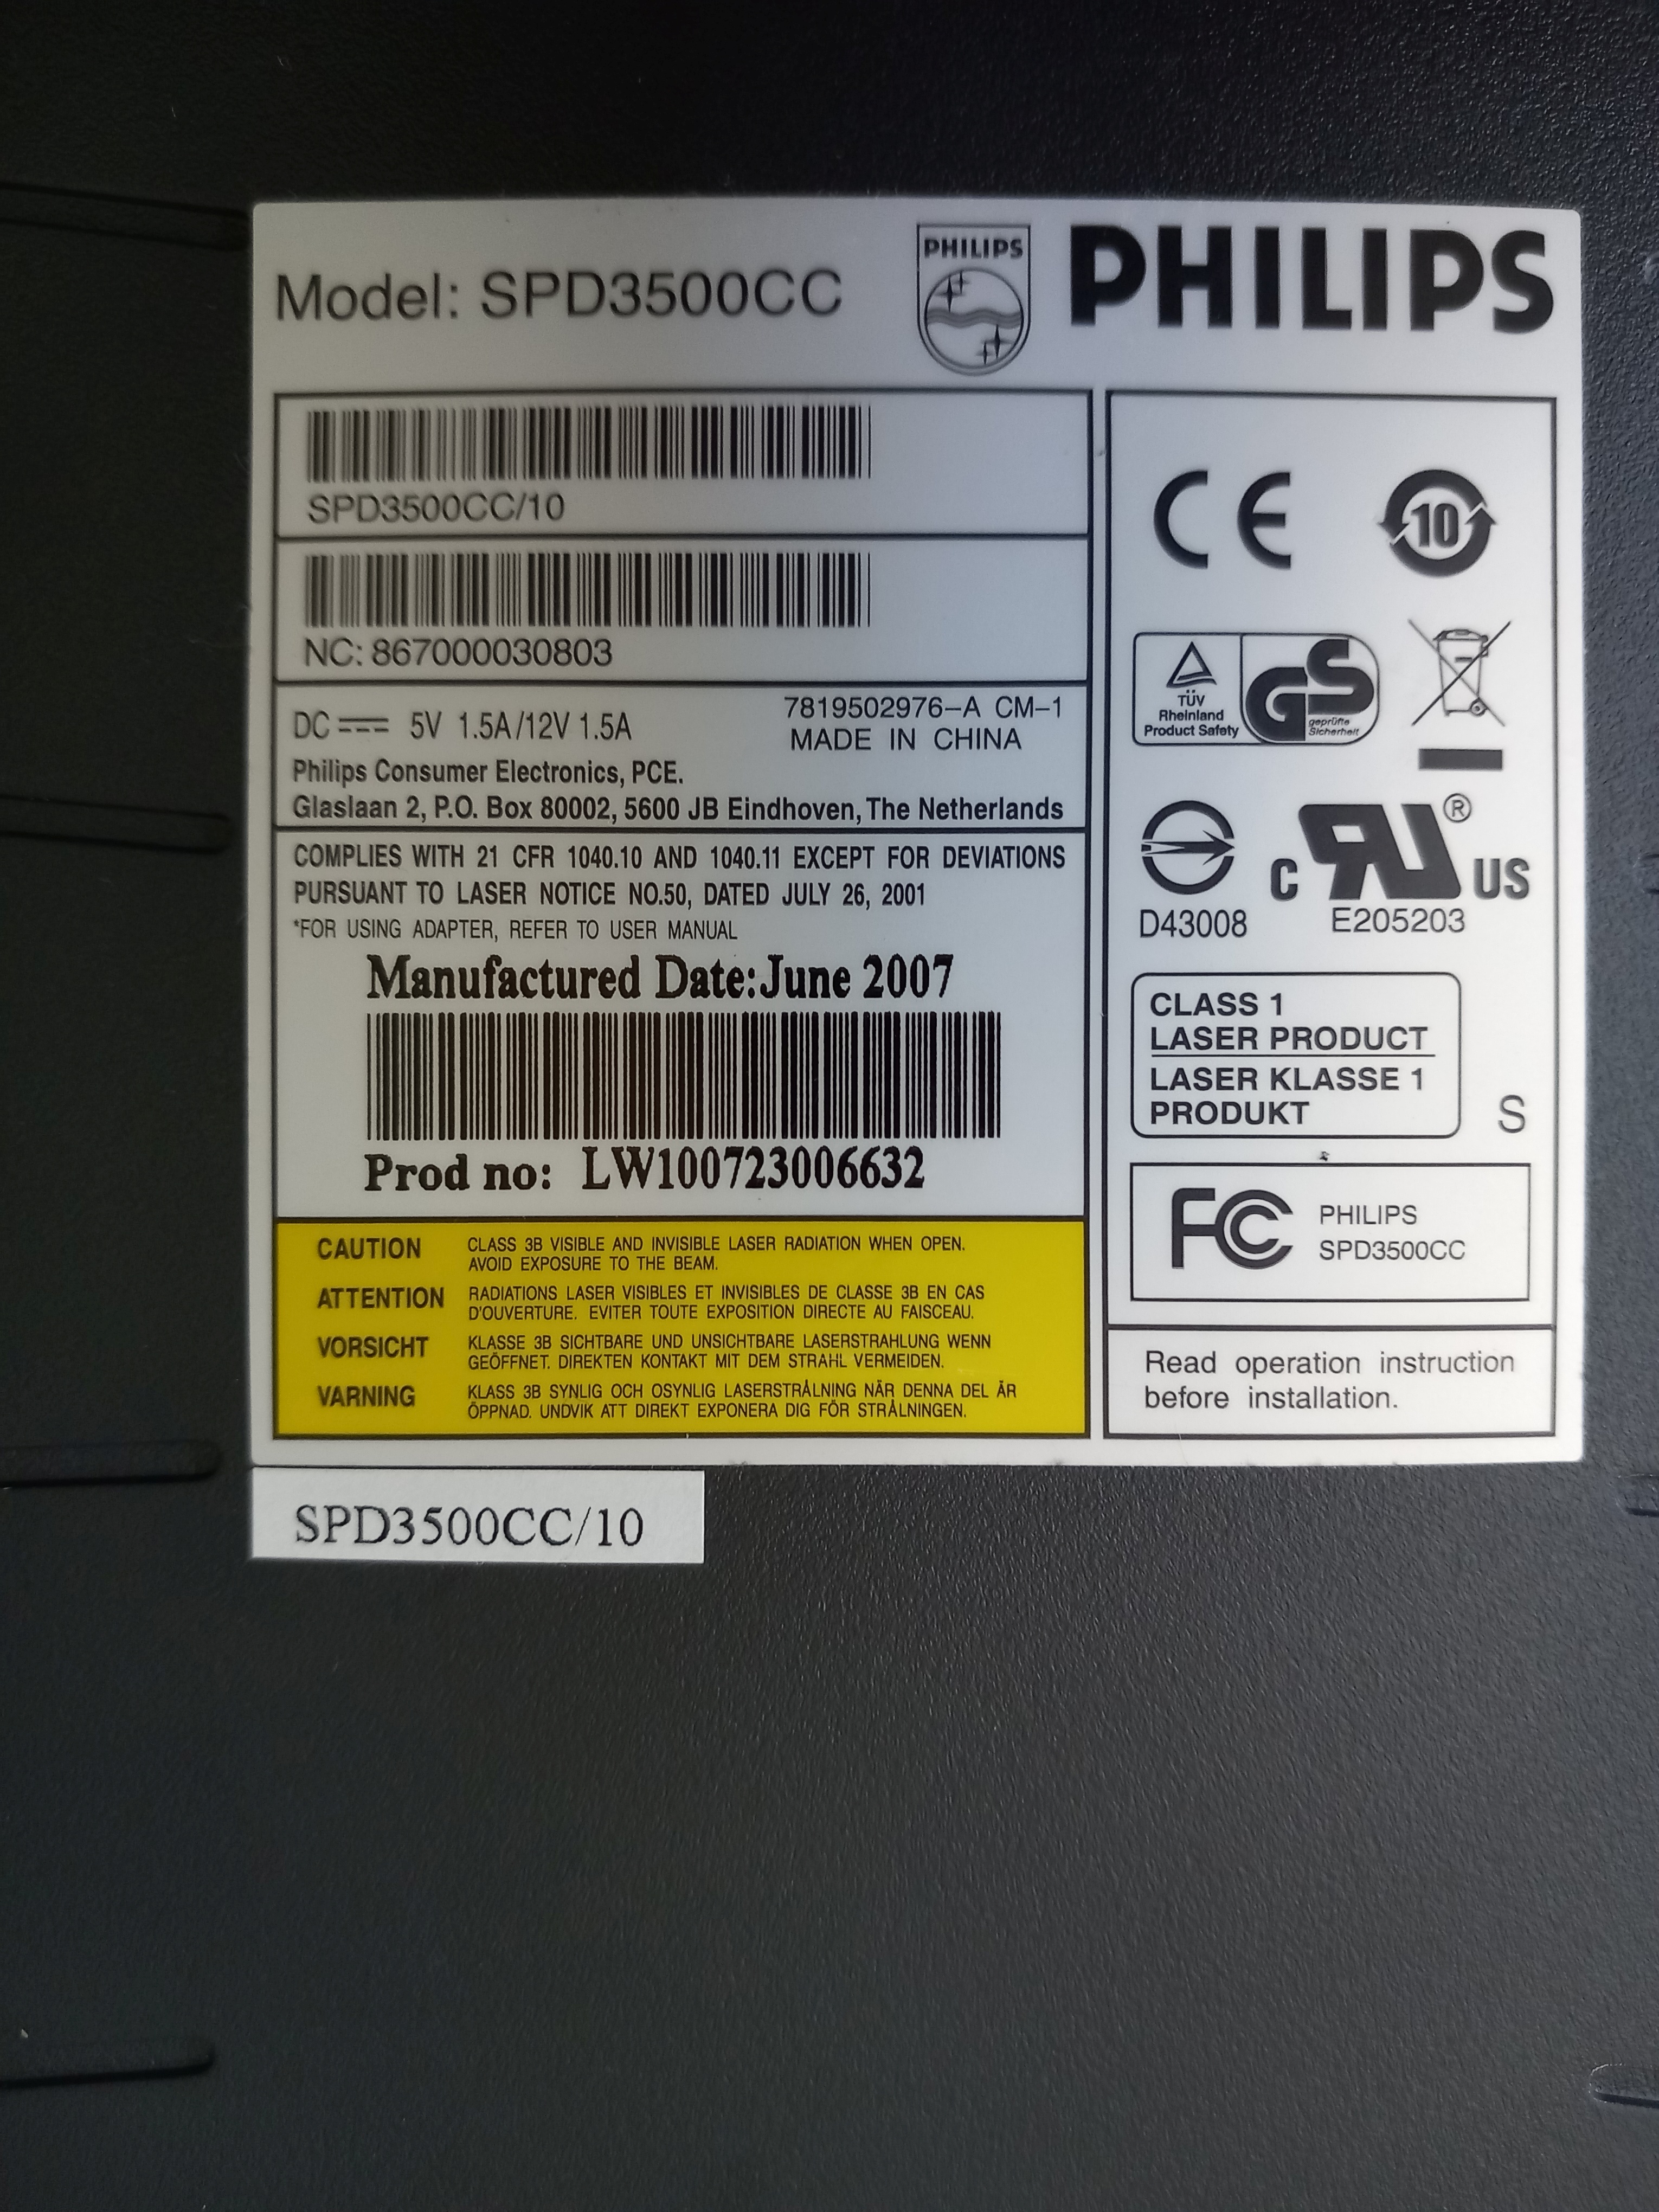 Model: SPD3500CC
PHILIPS
PHILIPS
SPD3500CC/10
NC: 867000030803
DC 5V 1.5A/12V 1.5A
7819502976-A CM-1
MADE IN CHINA
Philips Consumer Electronics, PCE.
Glaslaan 2, P.O. Box 80002, 5600 JB Eindhoven, The Netherlands
COMPLIES WITH 21 CFR 1040.10 AND 1040.11 EXCEPT FOR DEVIATIONS
PURSUANT TO LASER NOTICE NO.50, DATED JULY 26, 2001
*FOR USING ADAPTER, REFER TO USER MANUAL
Manufactured Date:June 2007
Prod no: LW100723006632
CAUTION CLASS 3B VISIBLE AND INVISIBLE LASER RADIATION WHEN OPEN.
AVOID EXPOSURE TO THE BEAM.
ATTENTION RADIATIONS LASER VISIBLES ET INVISIBLES DE CLASSE 3B EN CAS
D'OUVERTURE. EVITER TOUTE EXPOSITION DIRECTE AU FAISCEAU.
VORSICHT KLASSE 3B SICHTBARE UND UNSICHTBARE LASERSTRAHLUNG WENN
GEÖFFNET. DIREKTEN KONTAKT MIT DEM STRAHL VERMEIDEN.
VARNING KLASS 3B SYNLIG OCH OSYNLIG LASERSTRÅLNING NÄR DENNA DEL ÄR
ÖPPNAD. UNDVIK ATT DIREKT EXPONERA DIG FÖR STRÅLNINGEN.
CE
10
TÜV
Rheinland
Product Safety
GS
geprüfte
Sicherheit
D43008
C RU ® US
E205203
CLASS 1
LASER PRODUCT
LASER KLASSE 1
PRODUKT
S
FC
PHILIPS
SPD3500CC
Read operation instruction
before installation.
SPD3500CC/10